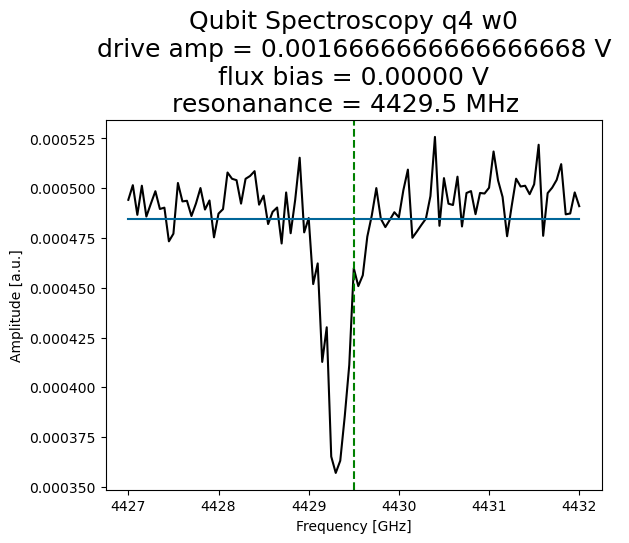 Qubit Spectroscopy q4 w0
drive amp = 0.0016666666666666668 V
flux bias = 0.00000 V
resonanance = 4429.5 MHz
0.000525
0.000500
0.000475
0.000450
0.000425
0.000400
0.000375
0.000350
Amplitude [a.u.]
4427 4428 4429 4430 4431 4432
Frequency [GHz]